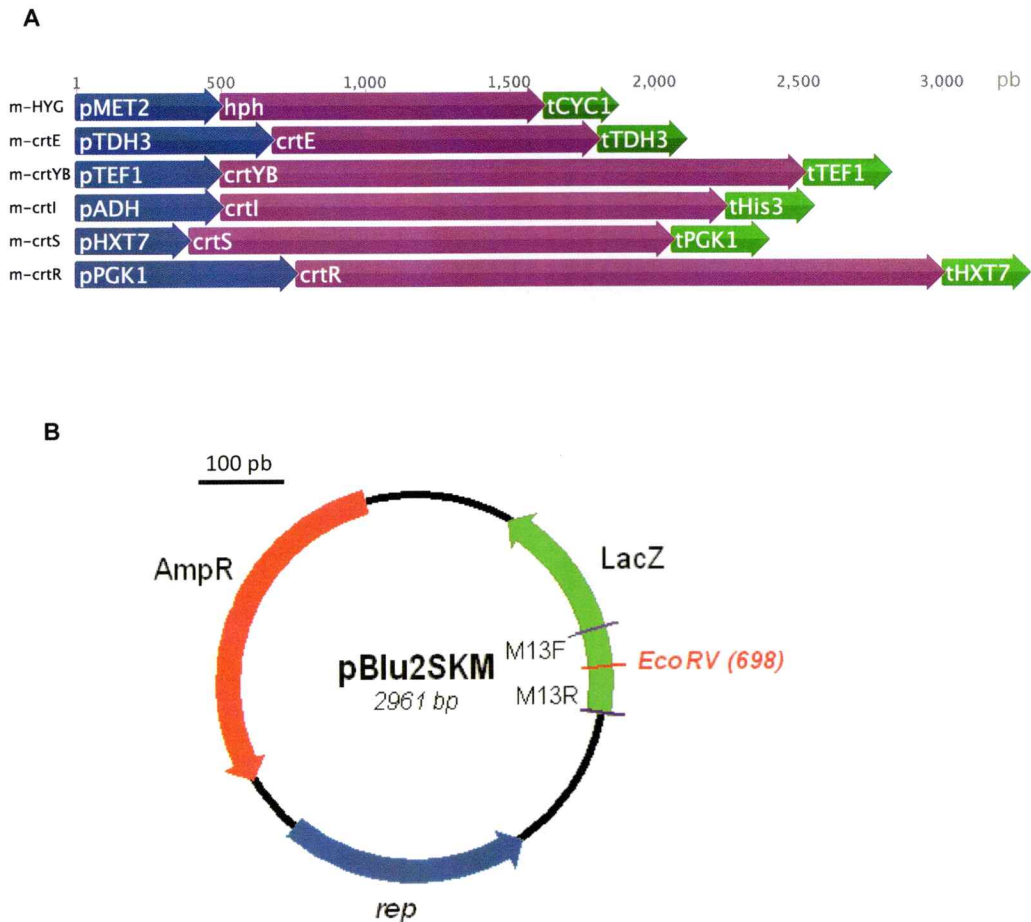 A
1 500 1,000 1,500 2,000 2,500 3,000 pb
m-HYG pMET2 hph tCYC1
m-crtE pTDH3 crtE tTDH3
m-crtYB pTEF1 crtYB tTEF1
m-crtI pADH crtI tHis3
m-crtS pHXT7 crtS tPGK1
m-crtR pPGK1 crtR tHXT7
B
100 pb
AmpR
LacZ
M13F
EcoRV (698)
M13R
pBlu2SKM
2961 bp
rep